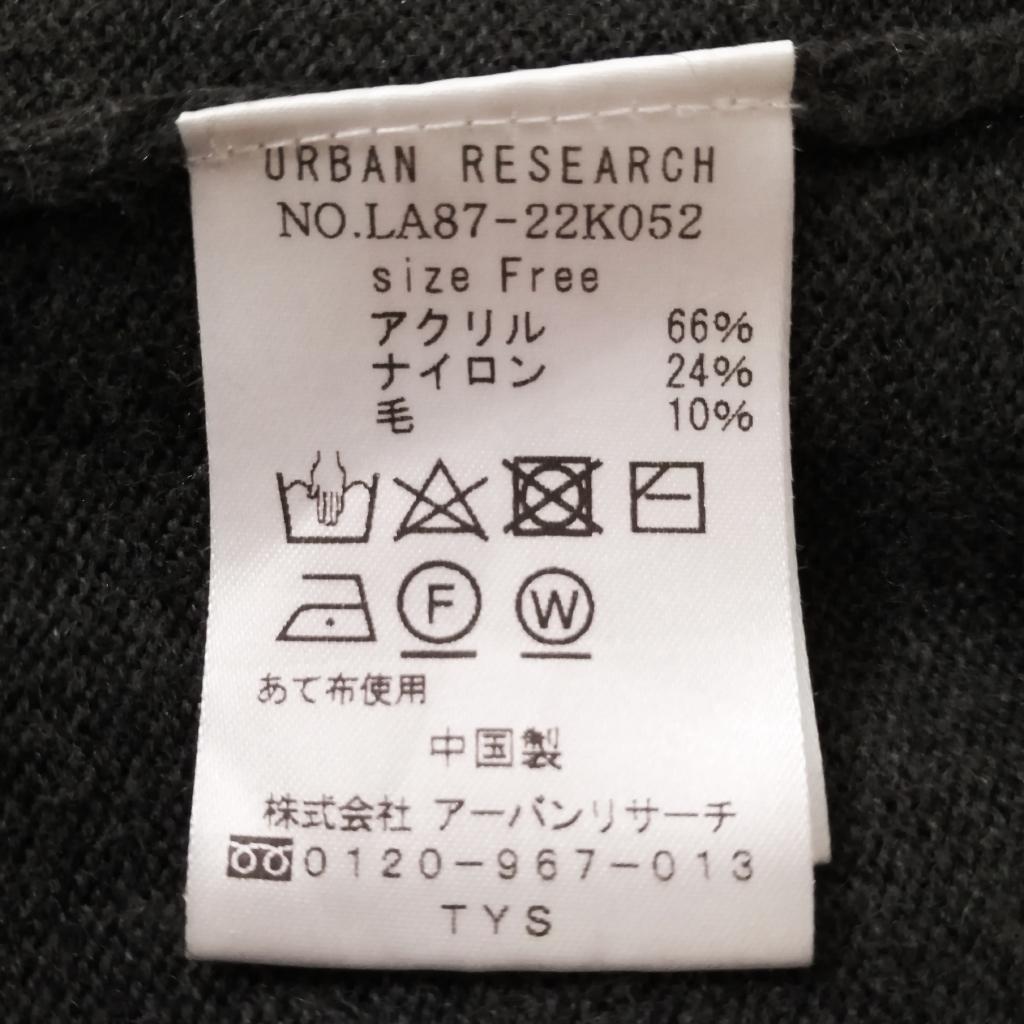 URBAN RESEARCH
NO.LA87-22K052
size Free
アクリル 66%
ナイロン 24%
毛 10%
F W
あて布使用
中国製
株式会社 アーバンリサーチ
0120-967-013
TYS